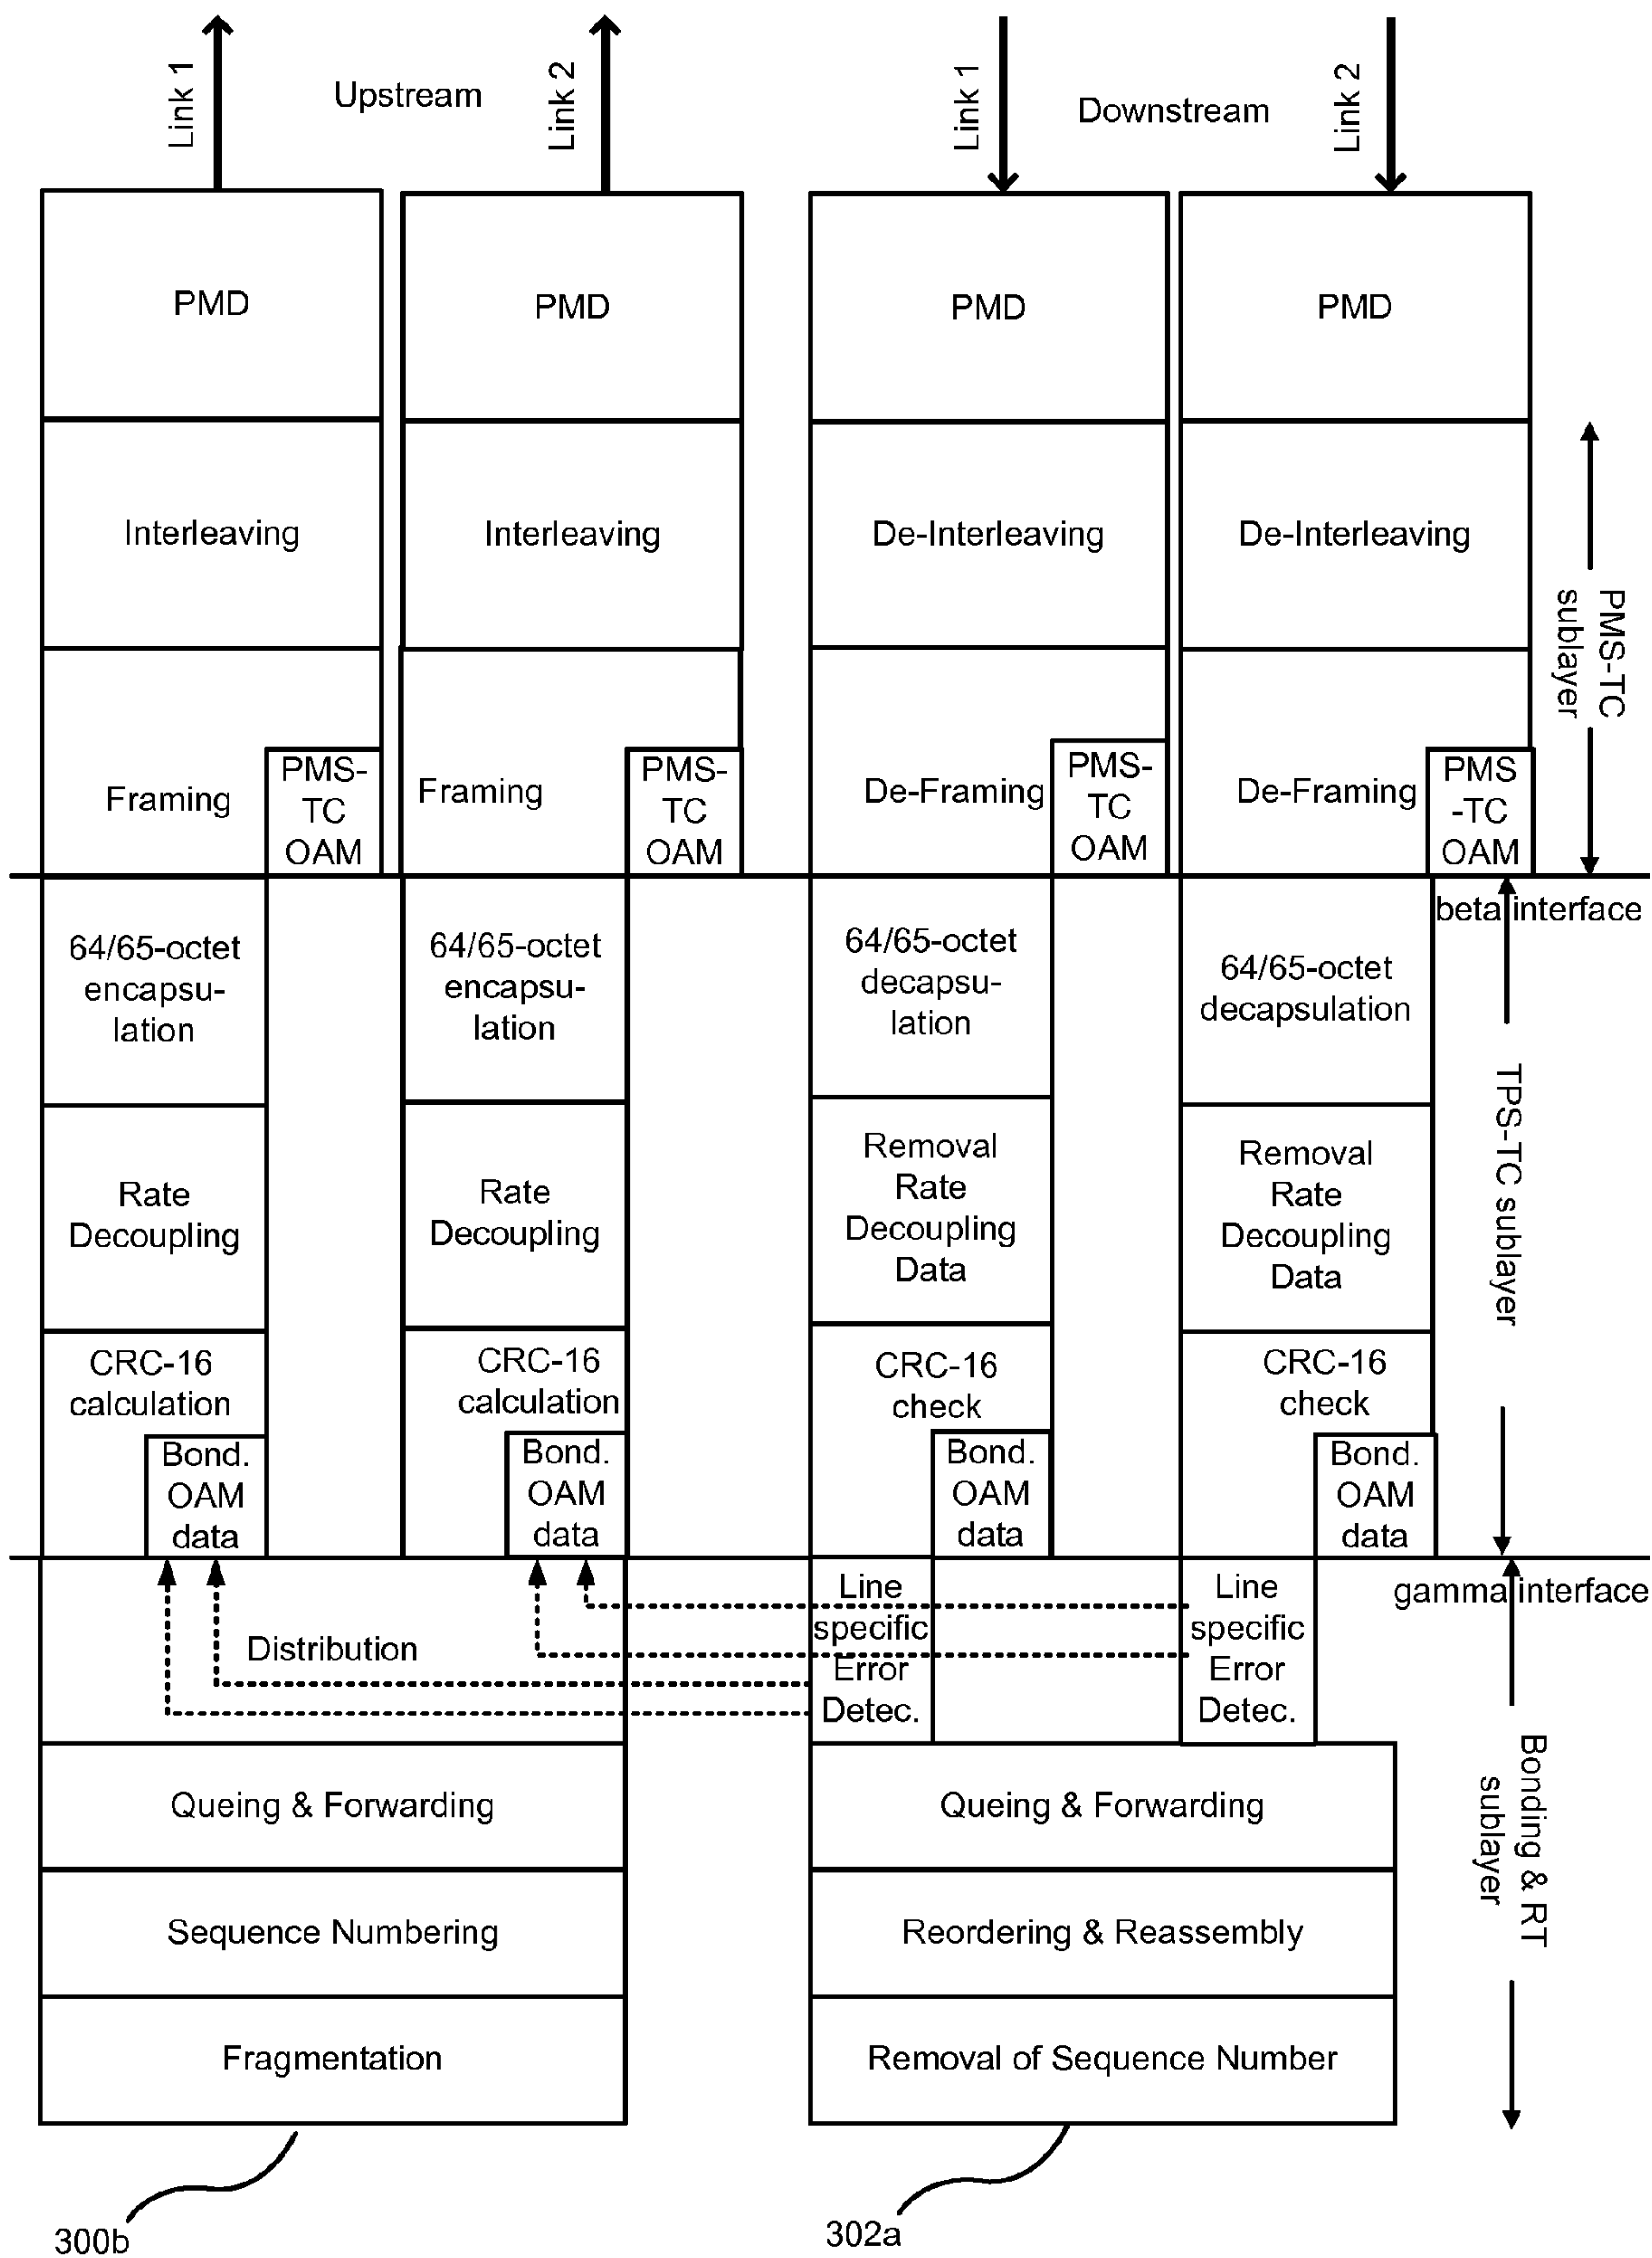 Link 1
Upstream
Link 2
Link 1
Downstream
Link 2
PMD
PMD
PMD
PMD
Interleaving
Interleaving
De-Interleaving
De-Interleaving
PMS-TC
sublayer
Framing
PMS-
TC
OAM
Framing
PMS-
TC
OAM
De-Framing
PMS-
TC
OAM
De-Framing
PMS
-TC
OAM
beta interface
64/65-octet
encapsu-
lation
64/65-octet
encapsu-
lation
64/65-octet
decapsu-
lation
64/65-octet
decapsulation
TPS-TC sublayer
Rate
Decoupling
Rate
Decoupling
Removal
Rate
Decoupling
Data
Removal
Rate
Decoupling
Data
CRC-16
calculation
Bond.
OAM
data
CRC-16
calculation
Bond.
OAM
data
CRC-16
check
Bond.
OAM
data
CRC-16
check
Bond.
OAM
data
gamma interface
Distribution
Line
specific
Error
Detec.
Line
specific
Error
Detec.
Bonding & RT
sublayer
Queing & Forwarding
Queing & Forwarding
Sequence Numbering
Reordering & Reassembly
Fragmentation
Removal of Sequence Number
300b
302a